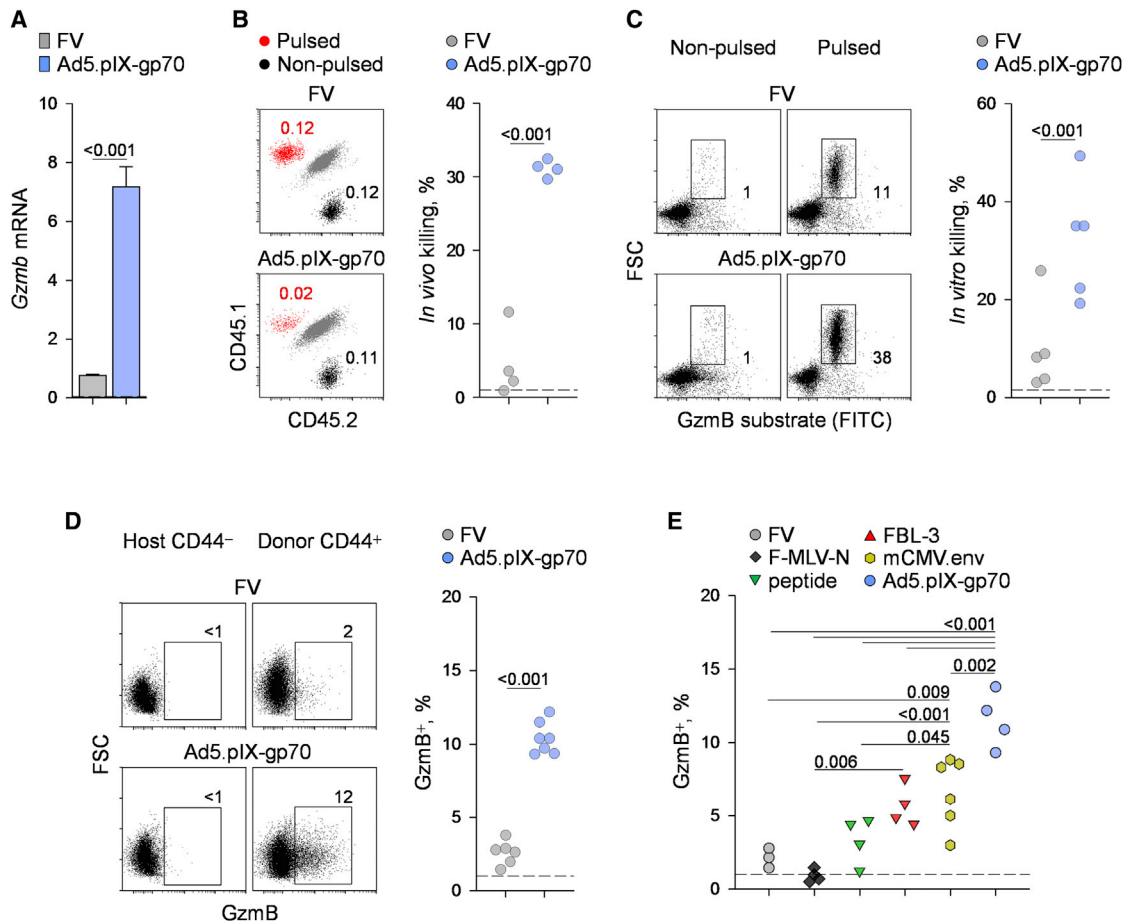 A
FV
Ad5.pIX-gp70
Gzmb mRNA
10
8
6
4
2
0
<0.001
B
Pulsed
Non-pulsed
FV
0.12
0.12
Ad5.pIX-gp70
0.02
0.11
CD45.1
CD45.2
FV
Ad5.pIX-gp70
In vivo killing, %
40
30
20
10
0
<0.001
C
Non-pulsed Pulsed
FV
1
11
Ad5.pIX-gp70
1
38
FSC
GzmB substrate (FITC)
FV
Ad5.pIX-gp70
In vitro killing, %
60
40
20
0
<0.001
D
Host CD44− Donor CD44+
FV
<1
2
Ad5.pIX-gp70
<1
12
FSC
GzmB
FV
Ad5.pIX-gp70
GzmB+, %
20
15
10
5
0
<0.001
E
FV
F-MLV-N
peptide
FBL-3
mCMV.env
Ad5.pIX-gp70
GzmB+, %
20
15
10
5
0
<0.001
0.002
0.009
<0.001
0.045
0.006